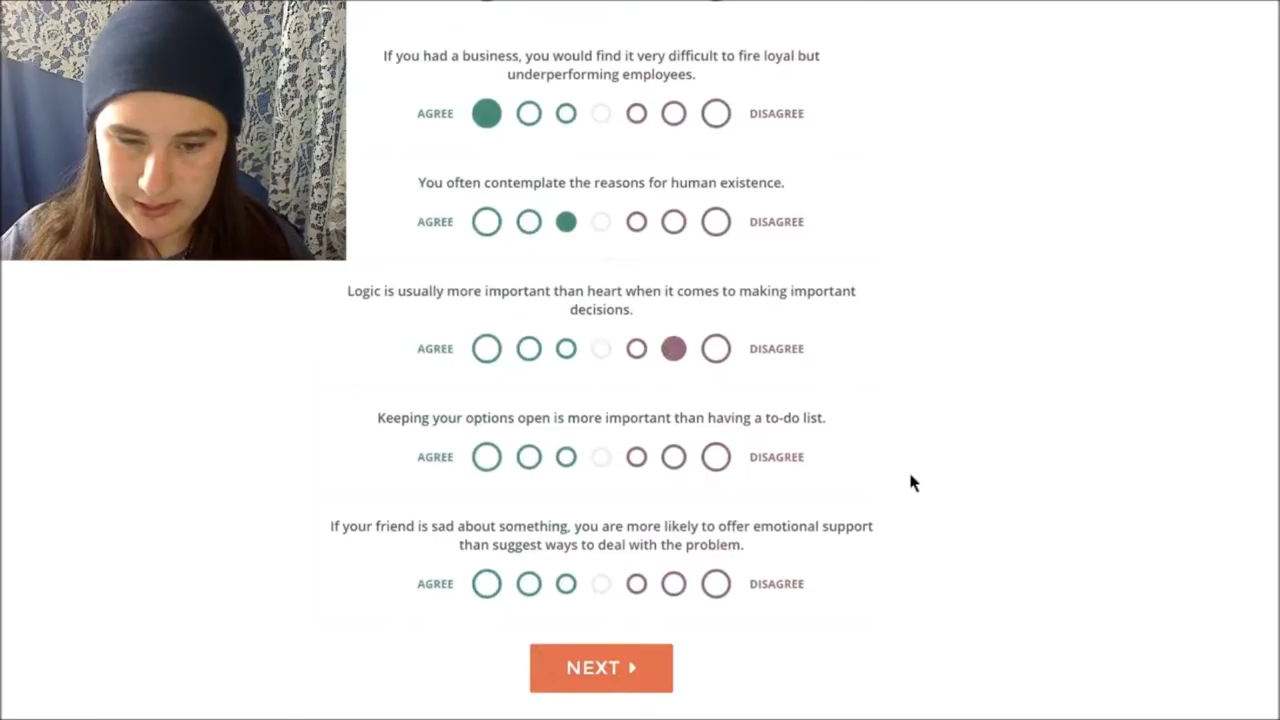 If you had a business, you would find it very difficult to fire loyal but
underperforming employees.
AGREE DISAGREE
You often contemplate the reasons for human existence.
AGREE DISAGREE
Logic is usually more important than heart when it comes to making important
decisions.
AGREE DISAGREE
Keeping your options open is more important than having a to-do list.
AGREE DISAGREE
If your friend is sad about something, you are more likely to offer emotional support
than suggest ways to deal with the problem.
AGREE DISAGREE
NEXT